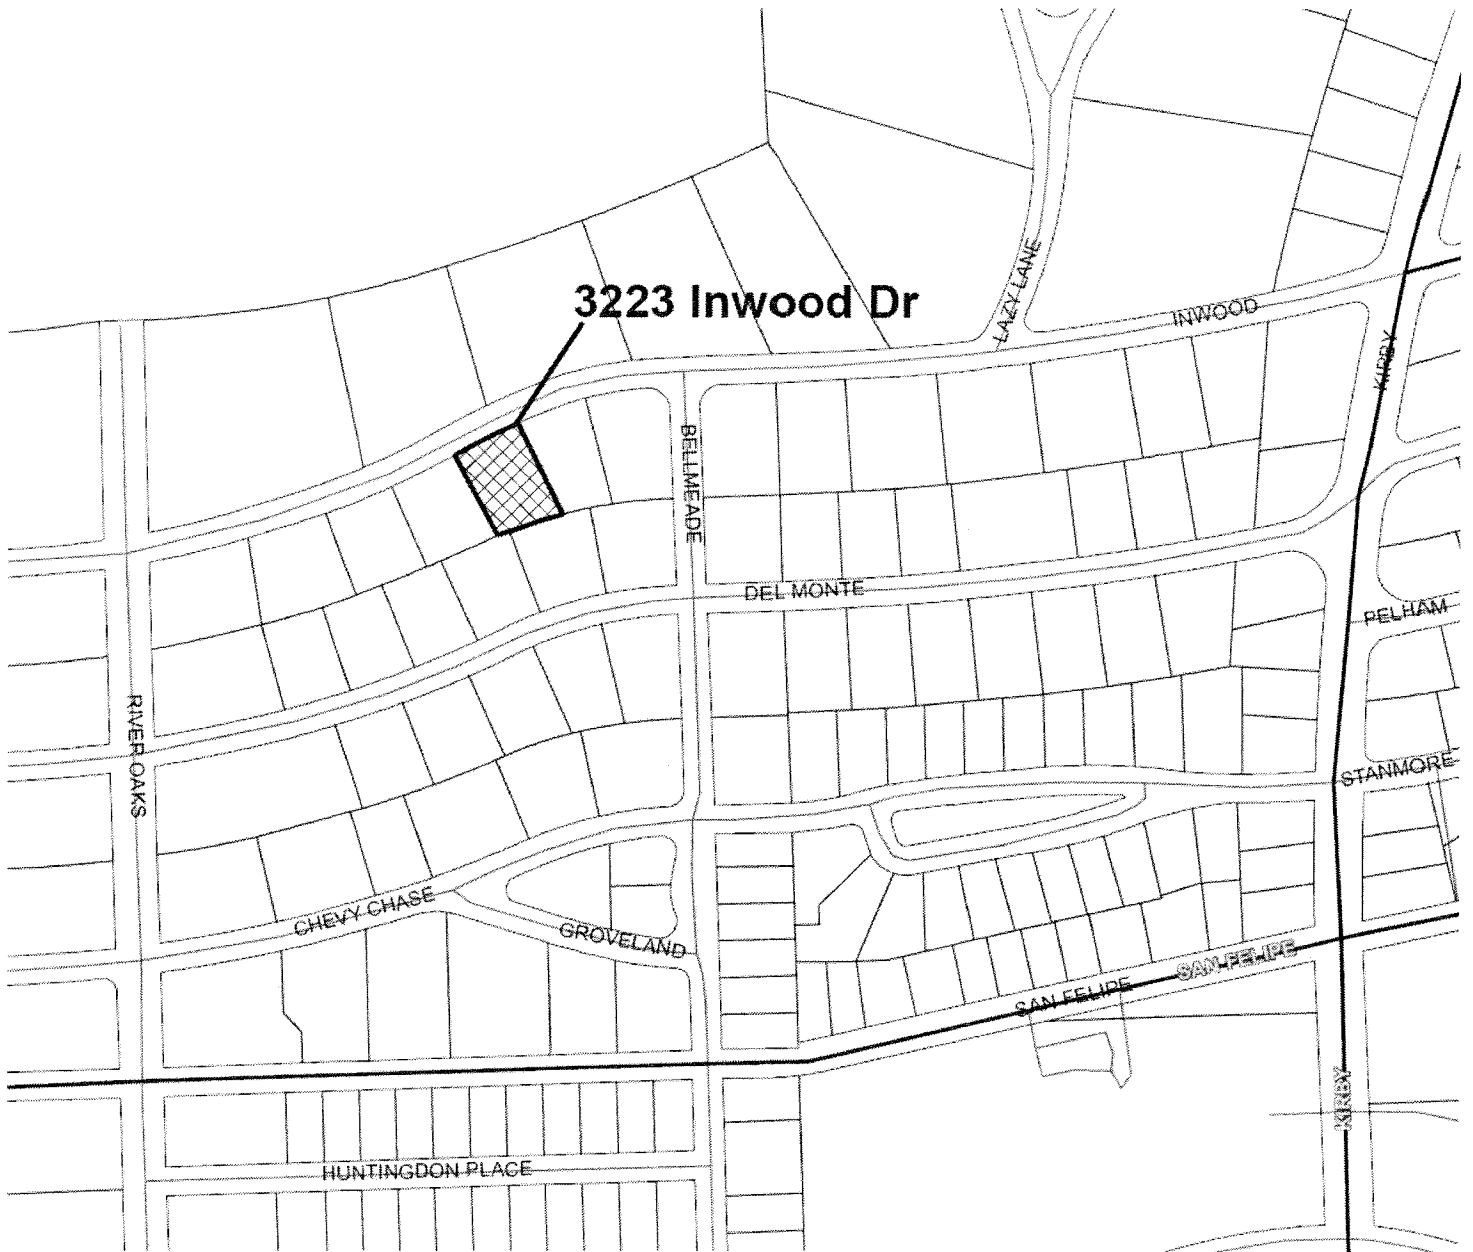 LAZY LANE
3223 Inwood Dr
INWOOD
KIRBY
BELLMEADE
DEL MONTE
PELHAM
RIVER OAKS
STANMORE
CHEVY CHASE
GROVELAND
SAN FELIPE
SAN FELIPE
KIRBY
HUNTINGDON PLACE